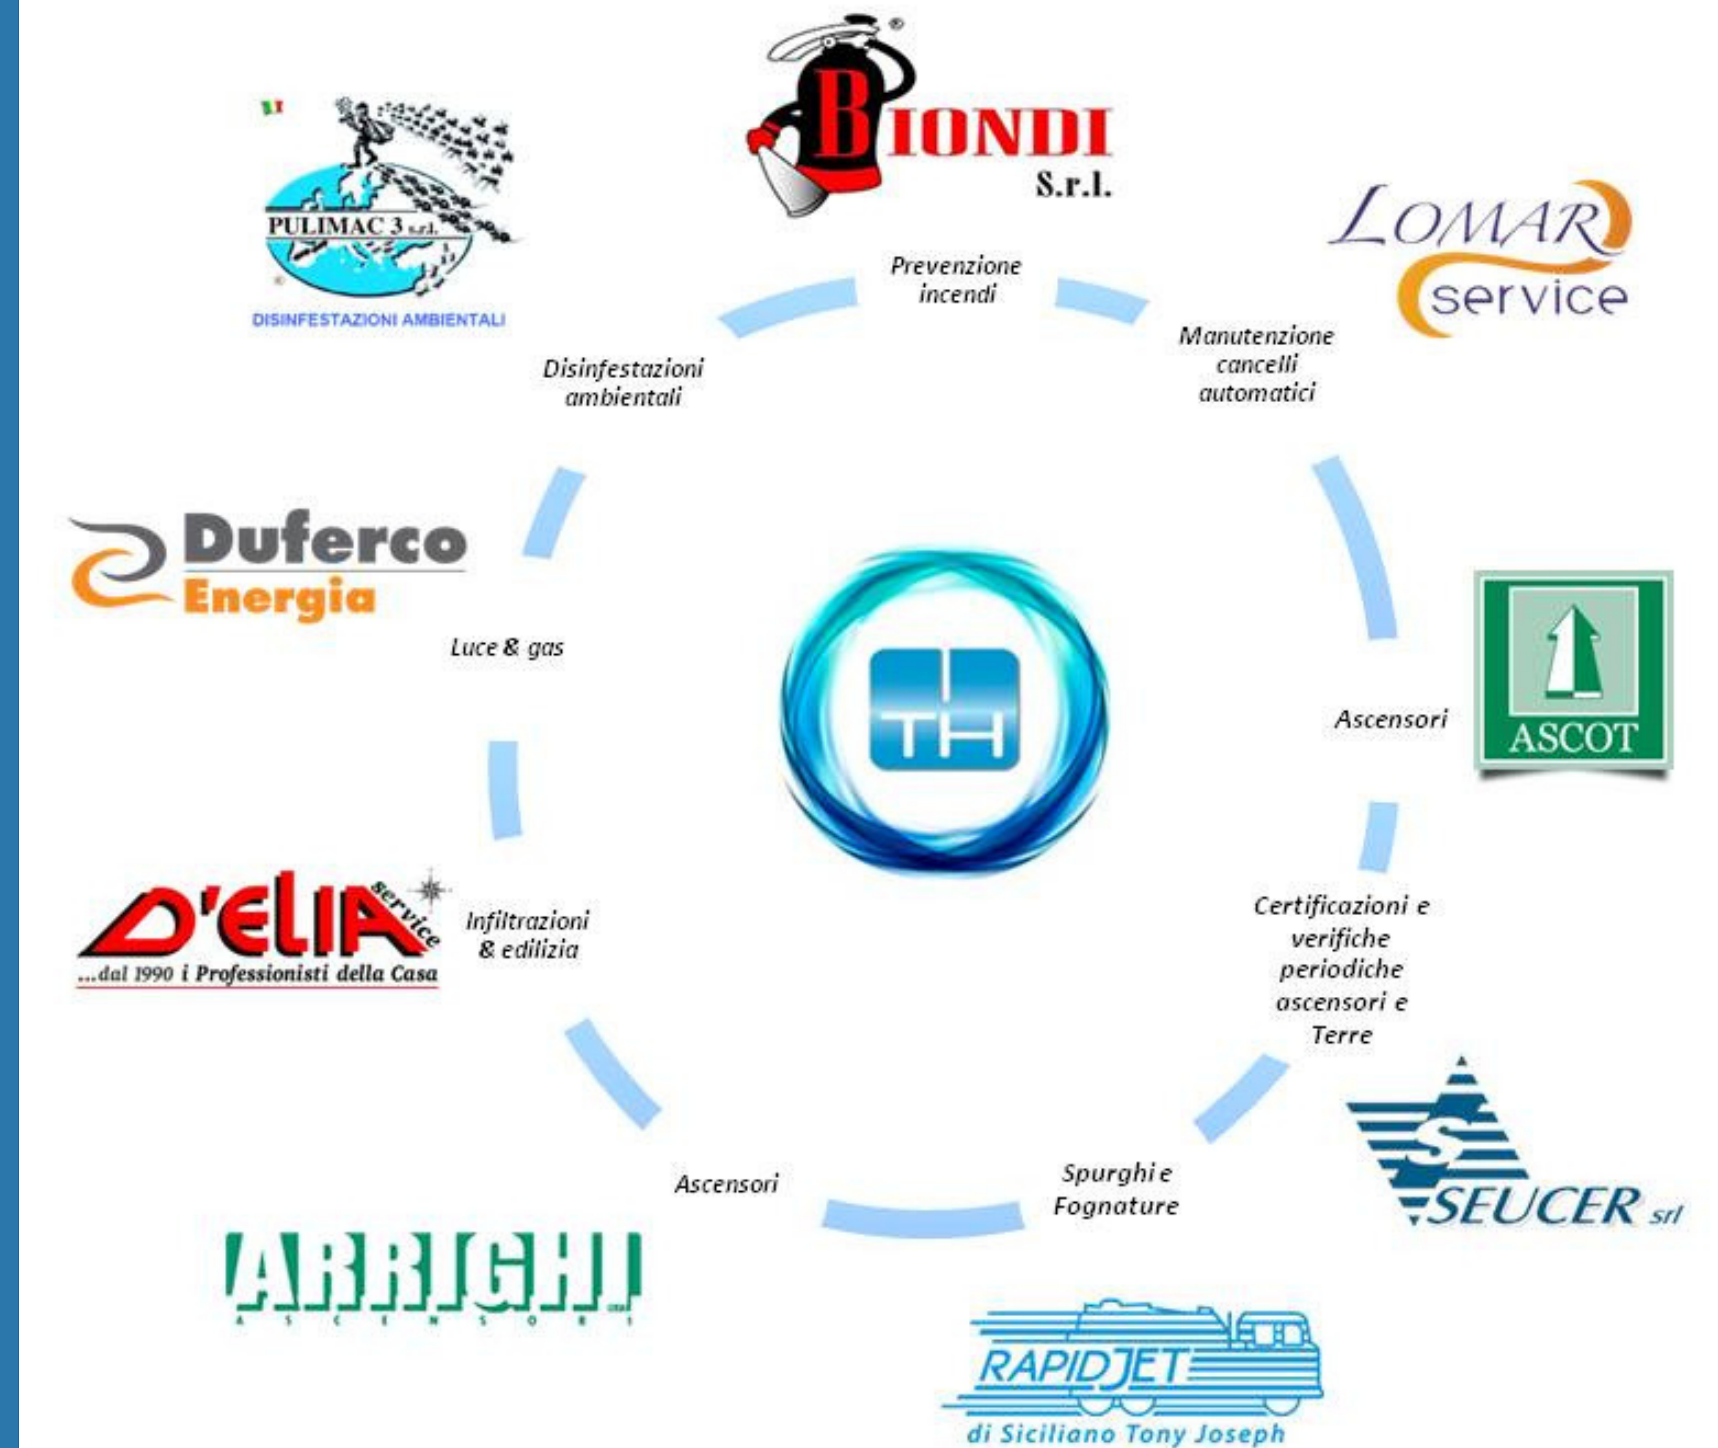 BIONDI
S.r.l.
PULIMAC 3 s.r.l.
DISINFESTAZIONI AMBIENTALI
LOMAR
service
Prevenzione
incendi
Manutenzione
cancelli
automatici
Disinfestazioni
ambientali
Duferco
Energia
Luce & gas
TH
Ascensori
ASCOT
D'ELIA service
...dal 1990 i Professionisti della Casa
Infiltrazioni
& edilizia
Certificazioni e
verifiche
periodiche
ascensori e
Terre
S
SEUCER srl
Ascensori
Spurghi e
Fognature
ARRIGHI
ASCENSORI
RAPIDJET
di Siciliano Tony Joseph